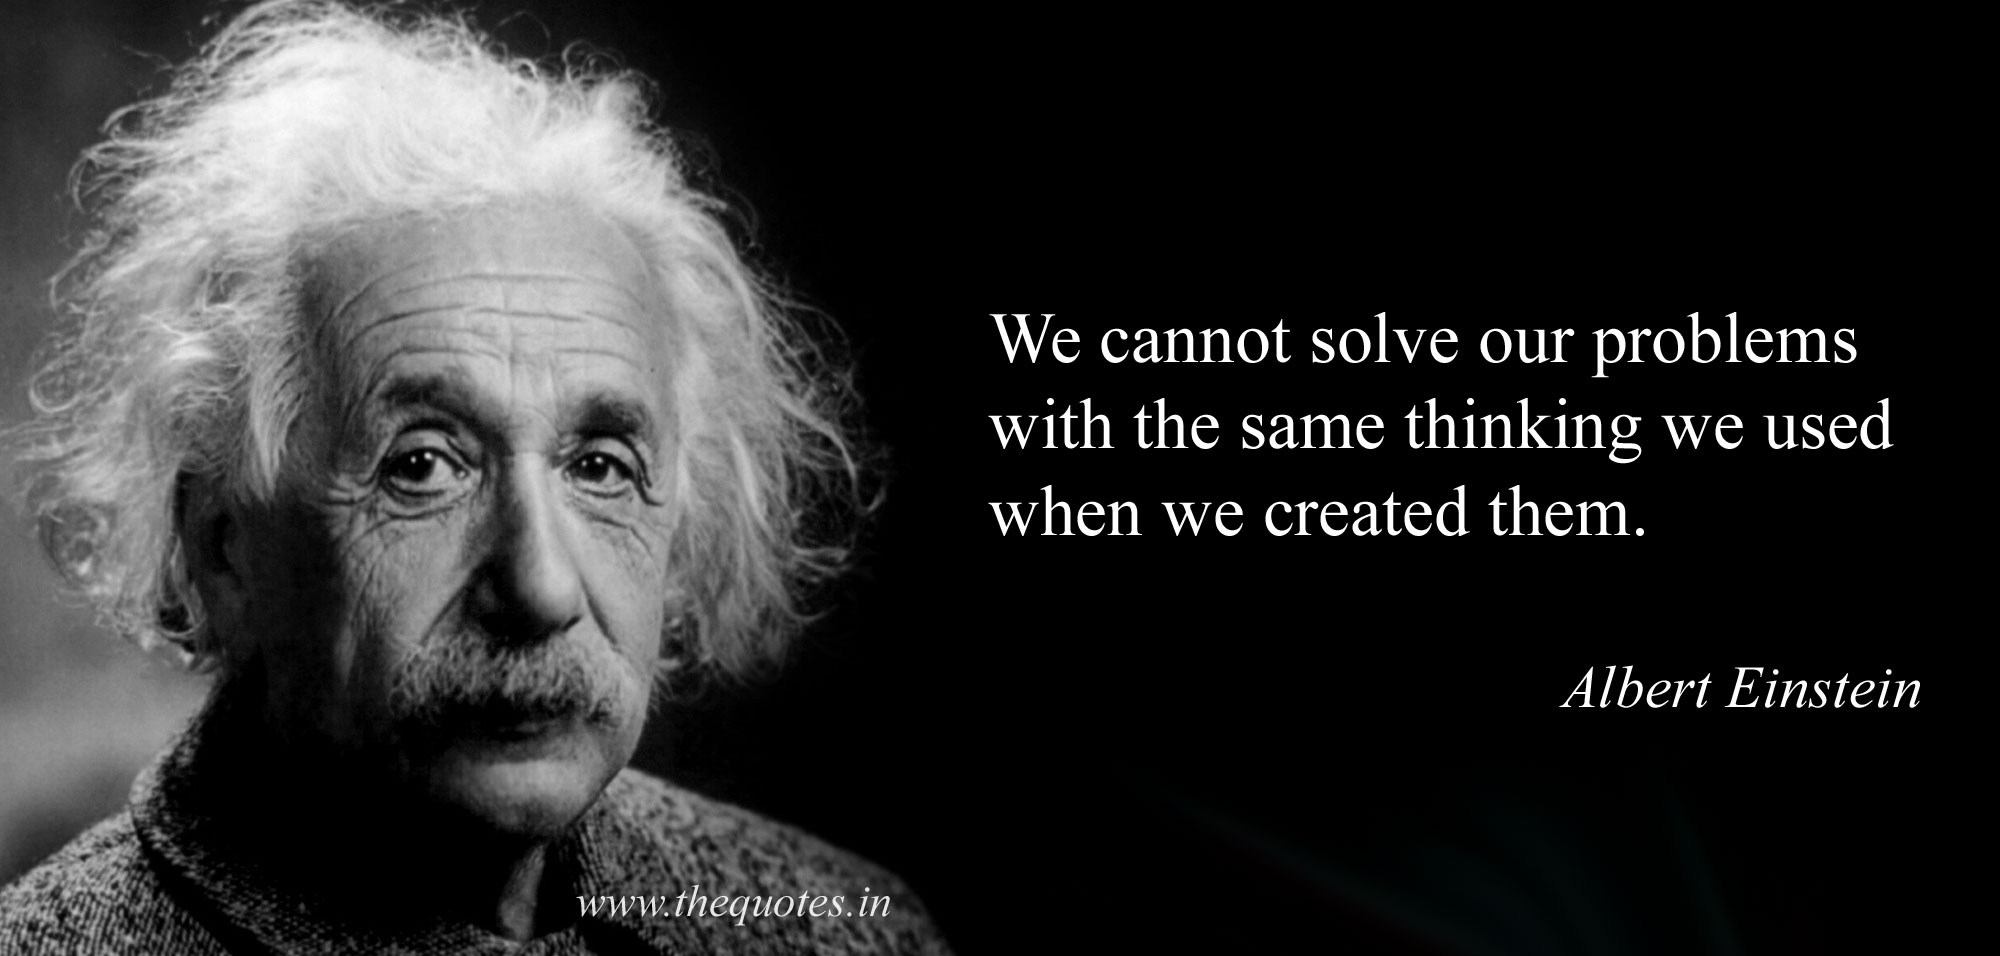 We cannot solve our problems
with the same thinking we used
when we created them.
Albert Einstein
www.thequotes.in